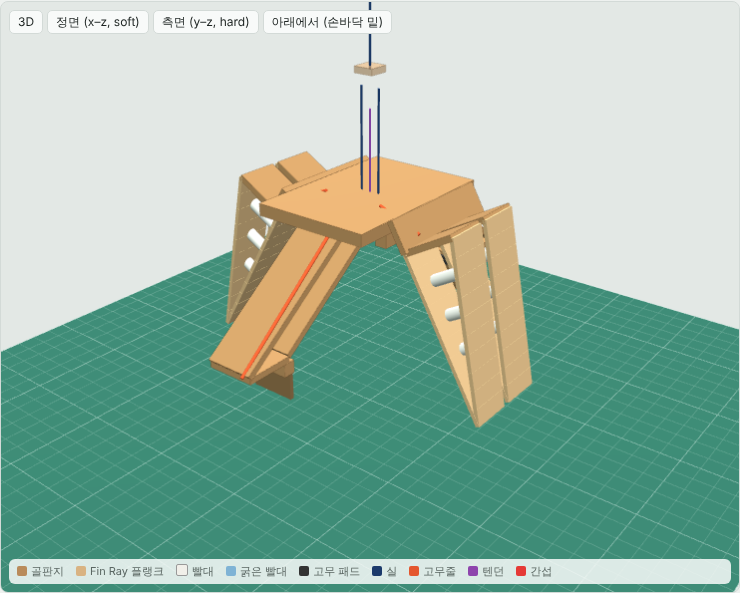 3D 정면 (x–z, soft) 측면 (y–z, hard) 아래에서 (손바닥 밑)
골판지 Fin Ray 플랭크 빨대 굵은 빨대 고무 패드 실 고무줄 텐던 간섭